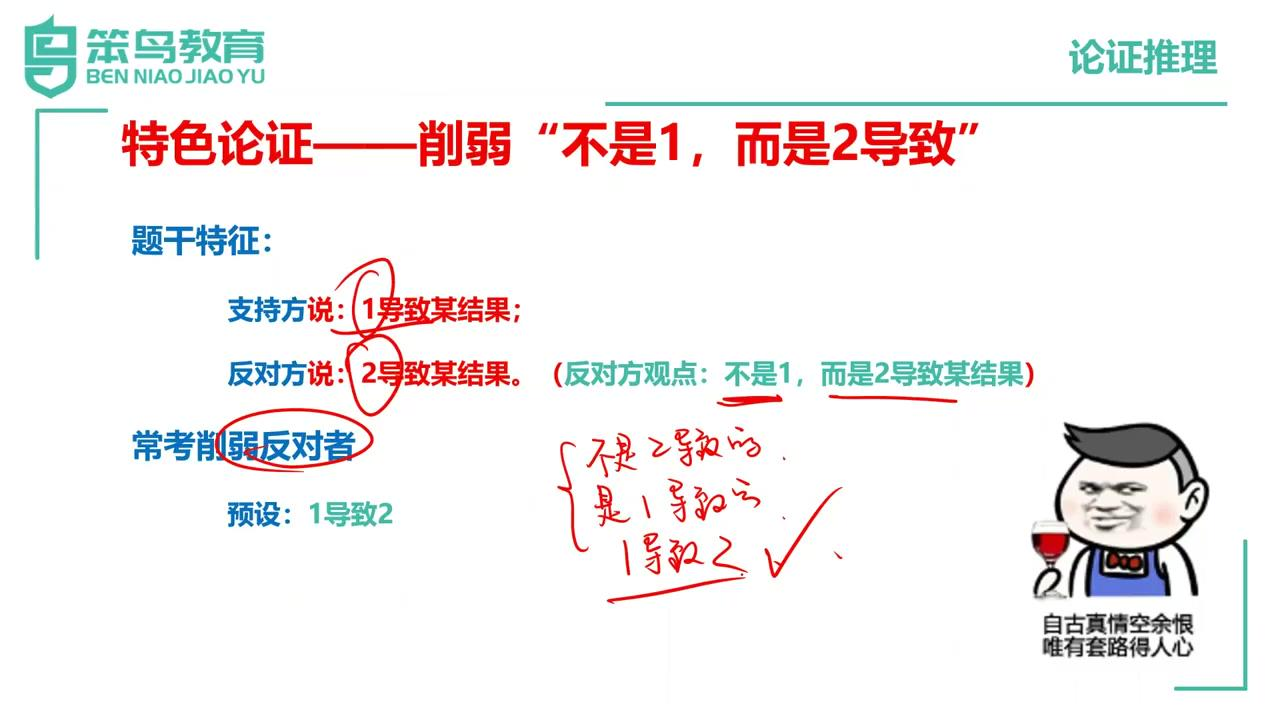 笨鸟教育
BEN NIAO JIAO YU
论证推理
特色论证——削弱“不是1，而是2导致”
题干特征：
支持方说：1导致某结果；
反对方说：2导致某结果。（反对方观点：不是1，而是2导致某结果）
常考削弱反对者
预设：1导致2
不是2导致的
是1导致的
1导致2
自古真情空余恨
唯有套路得人心